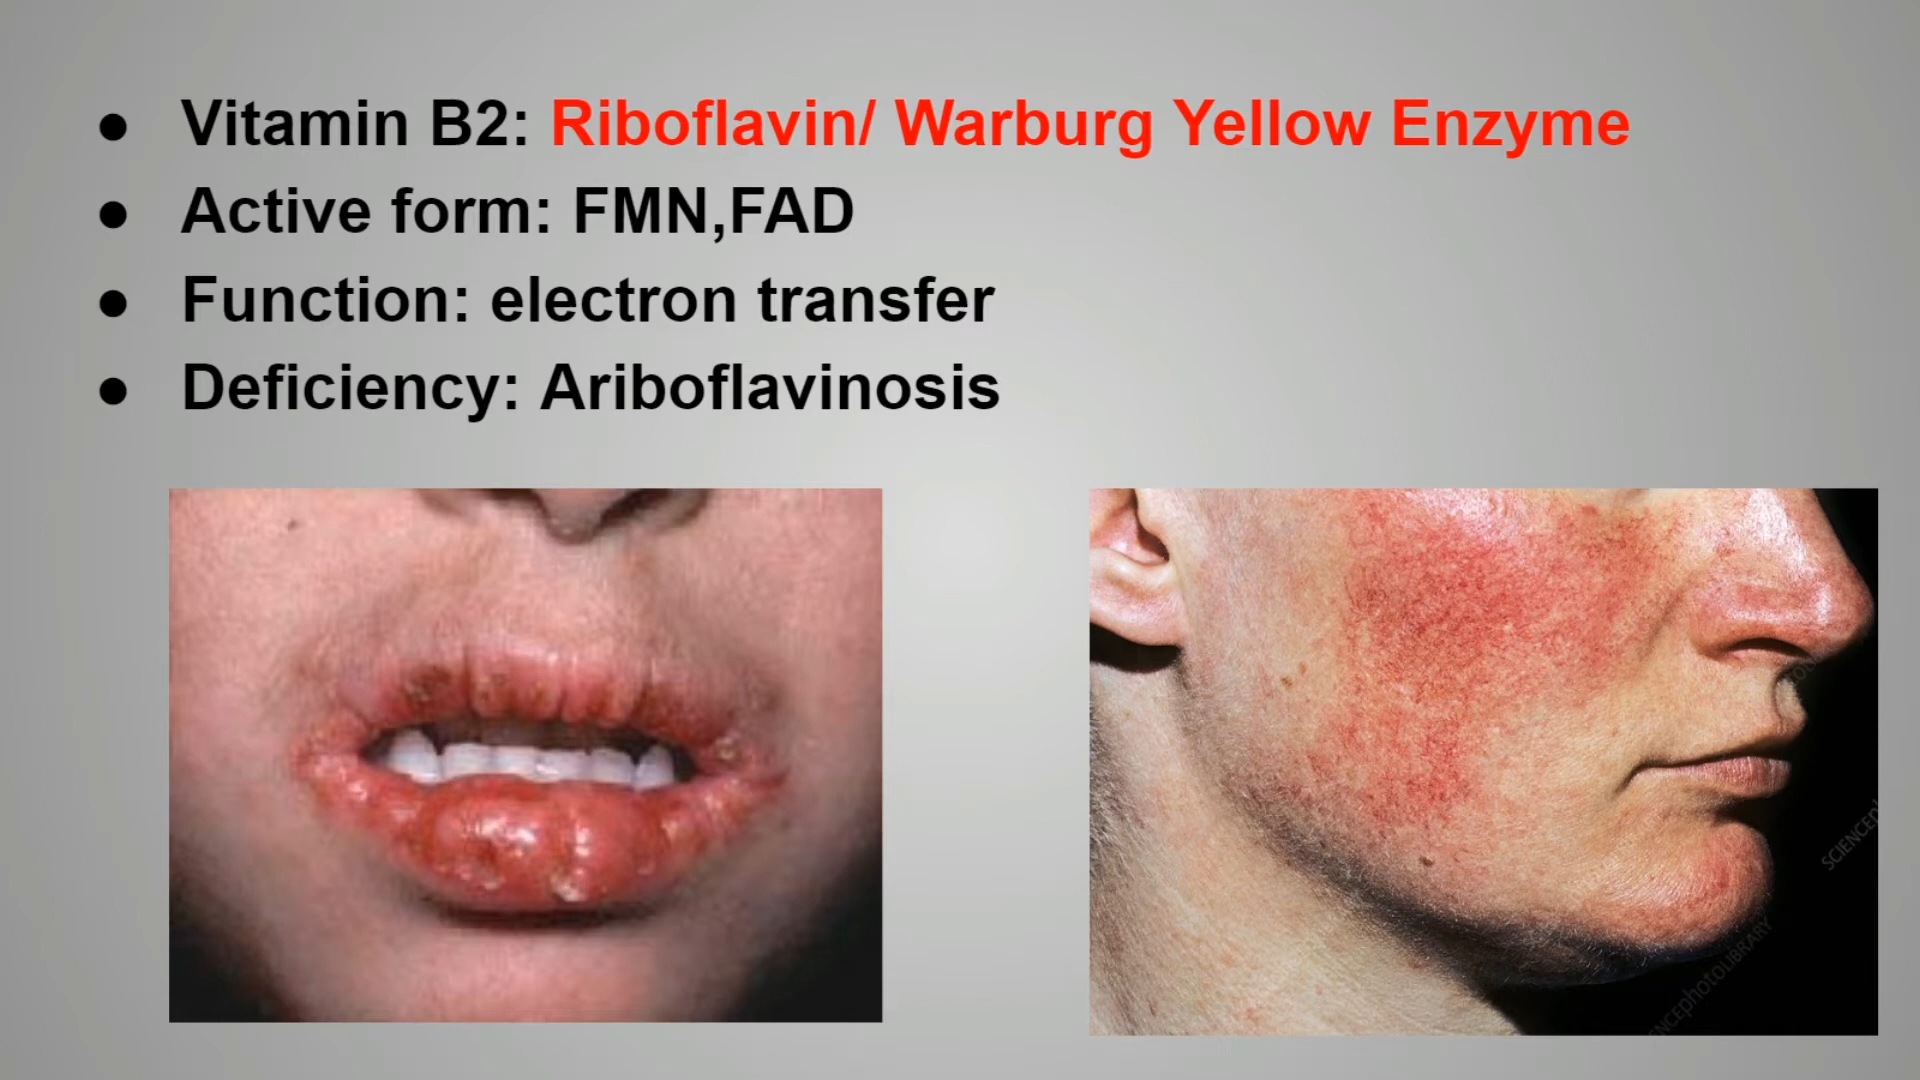 ● Vitamin B2: Riboflavin/ Warburg Yellow Enzyme
● Active form: FMN,FAD
● Function: electron transfer
● Deficiency: Ariboflavinosis